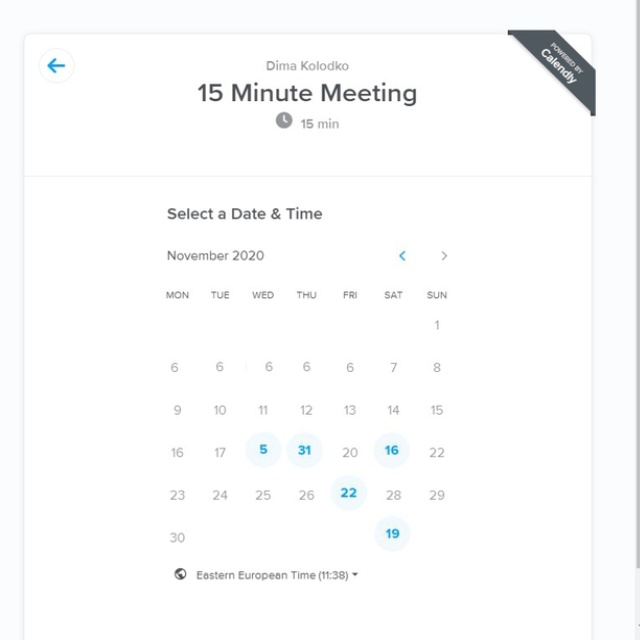 POWERED BY
Calendly
Dima Kolodko
15 Minute Meeting
15 min
Select a Date & Time
November 2020
MON TUE WED THU FRI SAT SUN
1
6 6 6 6 6 7 8
9 10 11 12 13 14 15
16 17 5 31 20 16 22
23 24 25 26 22 28 29
30 19
Eastern European Time (11:38)